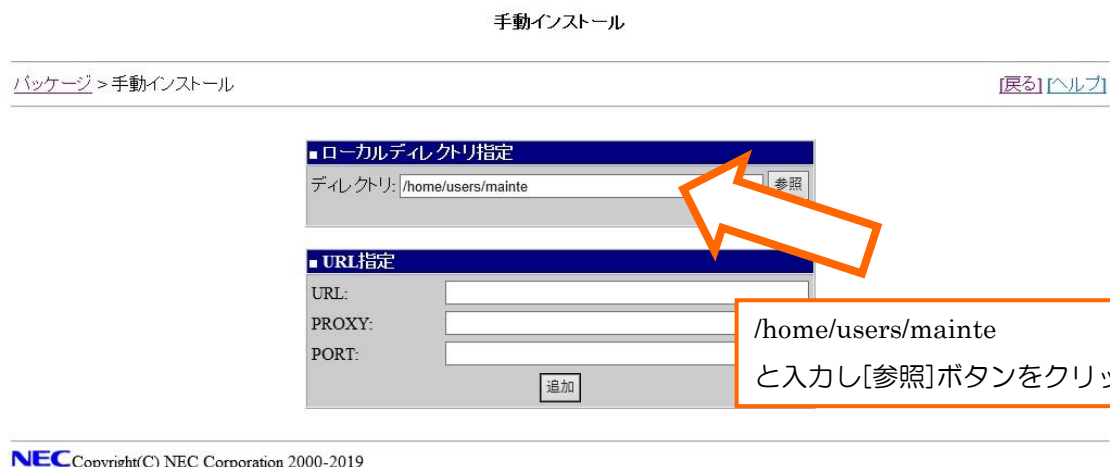 手動インストール
パッケージ > 手動インストール [戻る] [ヘルプ]
■ローカルディレクトリ指定
ディレクトリ: /home/users/mainte 参照
■URL指定
URL:
PROXY:
PORT:
/home/users/mainte
と入力し[参照]ボタンをクリッ
追加
NEC Copyright(C) NEC Corporation 2000-2019